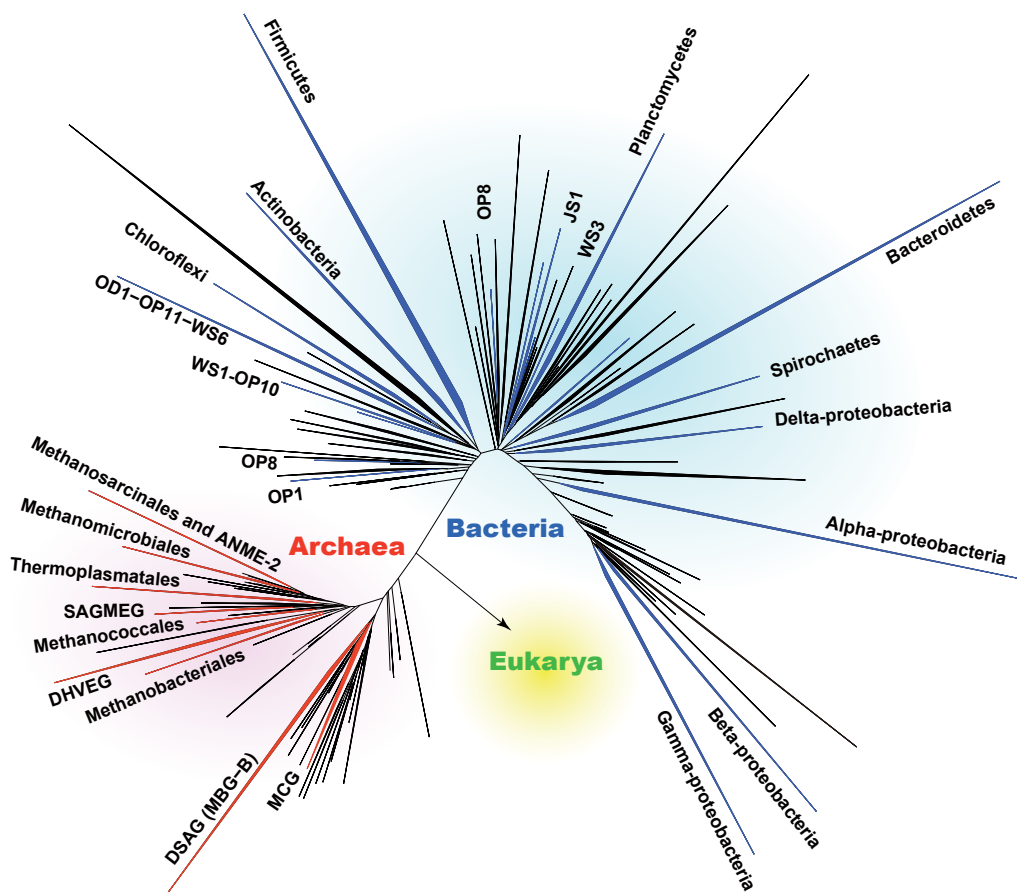 Firmicutes
Planctomycetes
OP8
JS1
WS3
Actinobacteria
Bacteroidetes
Chloroflexi
OD1–OP11–WS6
WS1-OP10
Spirochaetes
Delta-proteobacteria
OP8
OP1
Methanosarcinales and ANME-2
Bacteria
Archaea
Alpha-proteobacteria
Methanomicrobiales
Thermoplasmatales
SAGMEG
Methanococcales
Eukarya
DHVEG
Methanobacteriales
DSAG (MBG–B)
MCG
Beta-proteobacteria
Gamma-proteobacteria